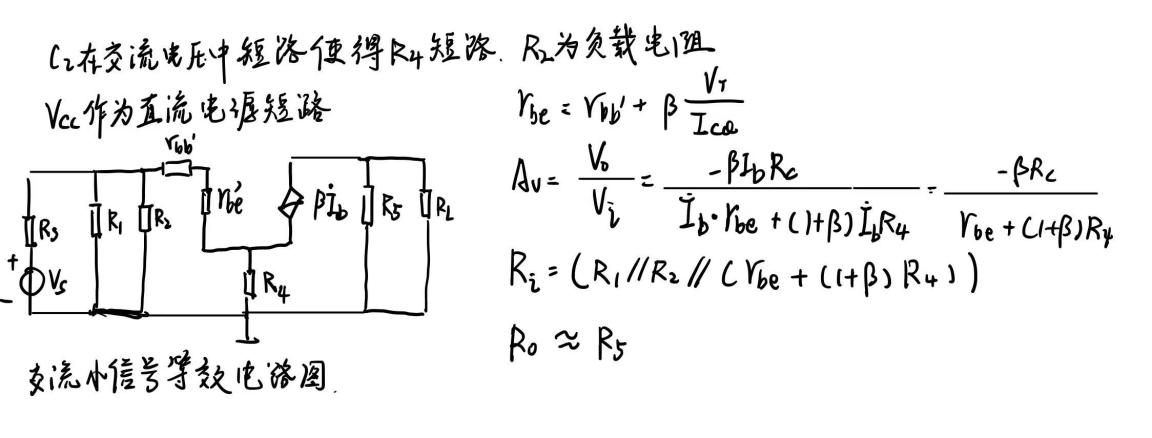 C₂在交流电压中短路使得R4短路. R2为负载电阻
Vcc作为直流电源短路
rbb'
rbe'
βİb
R5
RL
R1
R2
R3
+
Vs
-
R4
交流小信号等效电路图.
rbe = rbb' + β VT/ICQ
Av = Vo/Vi = -βIbRc/(İb·rbe+(1+β)İbR4) = -βRc/(rbe+(1+β)R4)
Ri = (R1//R2//(rbe+(1+β)R4))
Ro ≈ R5